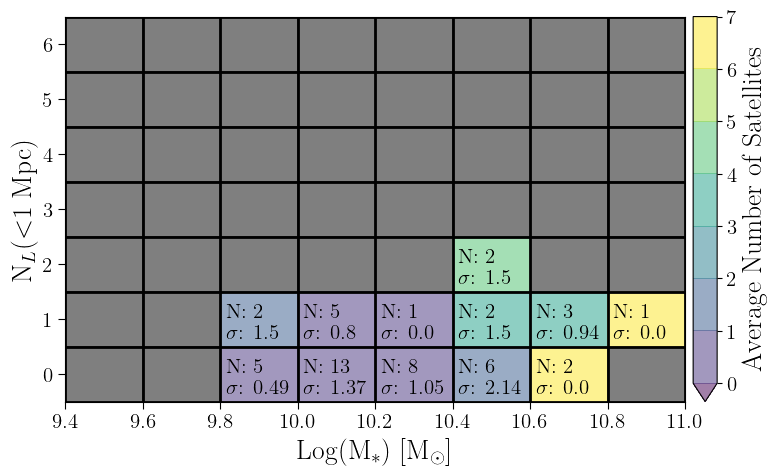 6
5
4
3
2
1
0
N_L(<1 Mpc)
N: 2
σ: 1.5
N: 2
σ: 1.5
N: 5
σ: 0.8
N: 1
σ: 0.0
N: 2
σ: 1.5
N: 3
σ: 0.94
N: 1
σ: 0.0
N: 5
σ: 0.49
N: 13
σ: 1.37
N: 8
σ: 1.05
N: 6
σ: 2.14
N: 2
σ: 0.0
9.4 9.6 9.8 10.0 10.2 10.4 10.6 10.8 11.0
Log(M_*) [M_⊙]
7
6
5
4
3
2
1
0
Average Number of Satellites